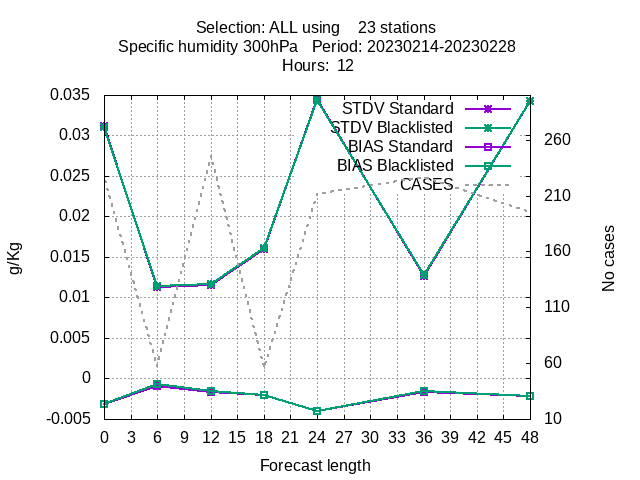 Selection: ALL using    23 stations
Specific humidity 300hPa   Period: 20230214-20230228
Hours:  12
STDV Standard
STDV Blacklisted
BIAS Standard
BIAS Blacklisted
CASES
0.035
0.03
0.025
0.02
0.015
0.01
0.005
0
-0.005
g/Kg
260
210
160
110
60
10
No cases
0 3 6 9 12 15 18 21 24 27 30 33 36 39 42 45 48
Forecast length